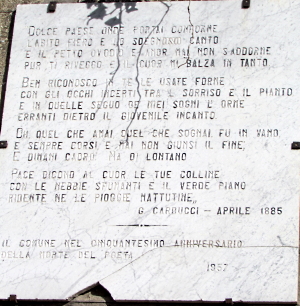 DOLCE PAESE ONDE PORTAI CONFORME
L'ABITO FIERO E LO SDEGNOSO CANTO
E IL PETTO OV'ODIO E AMOR MAI NON S'ADDORME
PUR TI RIVEGGO E IL CUOR MI BALZA IN TANTO.
BEN RICONOSCO IN TE LE USATE FORME
CON GLI OCCHI INCERTI TRA IL SORRISO E IL PIANTO
E IN QUELLE SEGUO DE' MIEI SOGNI L'ORME
ERRANTI DIETRO IL GIOVENILE INCANTO.
OH, QUEL CHE AMAI QUEL CHE SOGNAI, FU IN VANO;
E SEMPRE CORSI E MAI NON GIUNSI IL FINE;
E DIMANI CADRÒ. MA DI LONTANO
PACE DICONO AL CUOR LE TUE COLLINE
CON LE NEBBIE SFUMANTI E IL VERDE PIANO
RIDENTE NE LE PIOGGIE MATTUTINE.
G. CARDUCCI - APRILE 1885
IL COMUNE NEL CINQUANTESIMO ANNIVERSARIO
DELLA MORTE DEL POETA
1957